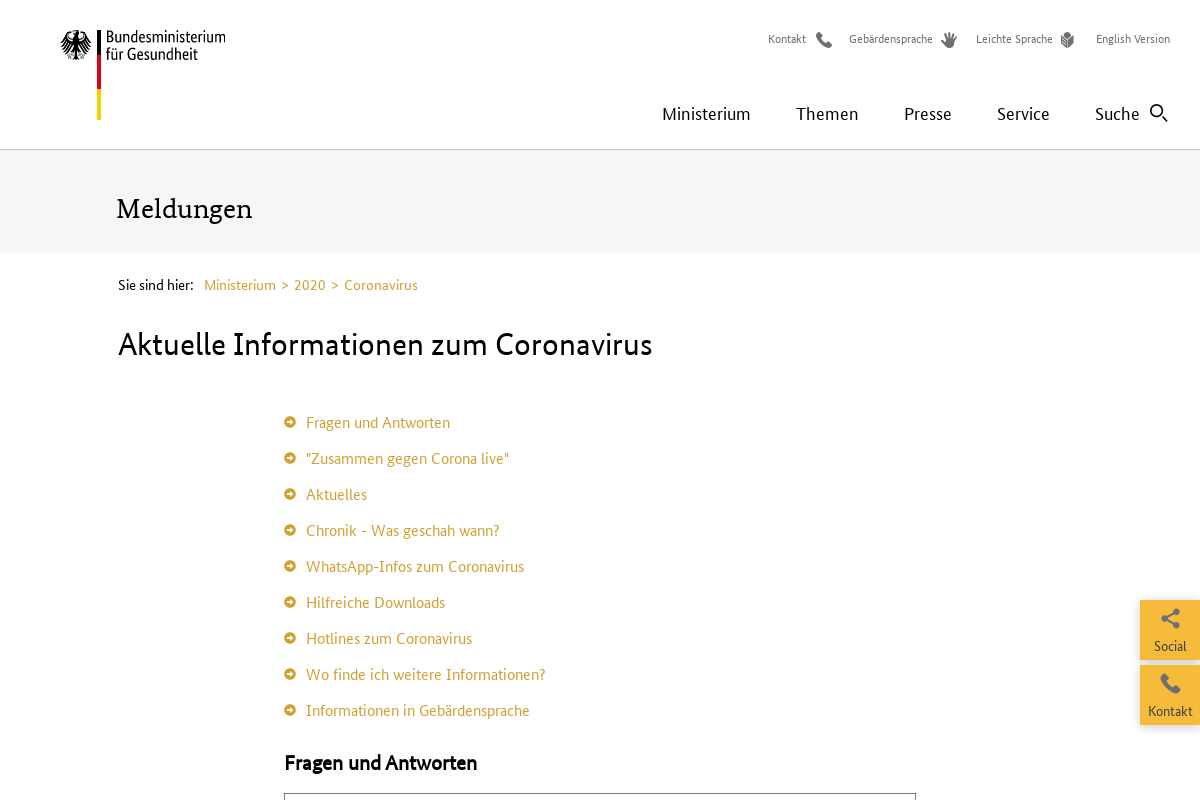 Bundesministerium
für Gesundheit
Kontakt Gebärdensprache Leichte Sprache English Version
Ministerium Themen Presse Service Suche
Meldungen
Sie sind hier: Ministerium > 2020 > Coronavirus
Aktuelle Informationen zum Coronavirus
Fragen und Antworten
"Zusammen gegen Corona live"
Aktuelles
Chronik - Was geschah wann?
WhatsApp-Infos zum Coronavirus
Hilfreiche Downloads
Hotlines zum Coronavirus
Wo finde ich weitere Informationen?
Informationen in Gebärdensprache
Social
Kontakt
Fragen und Antworten